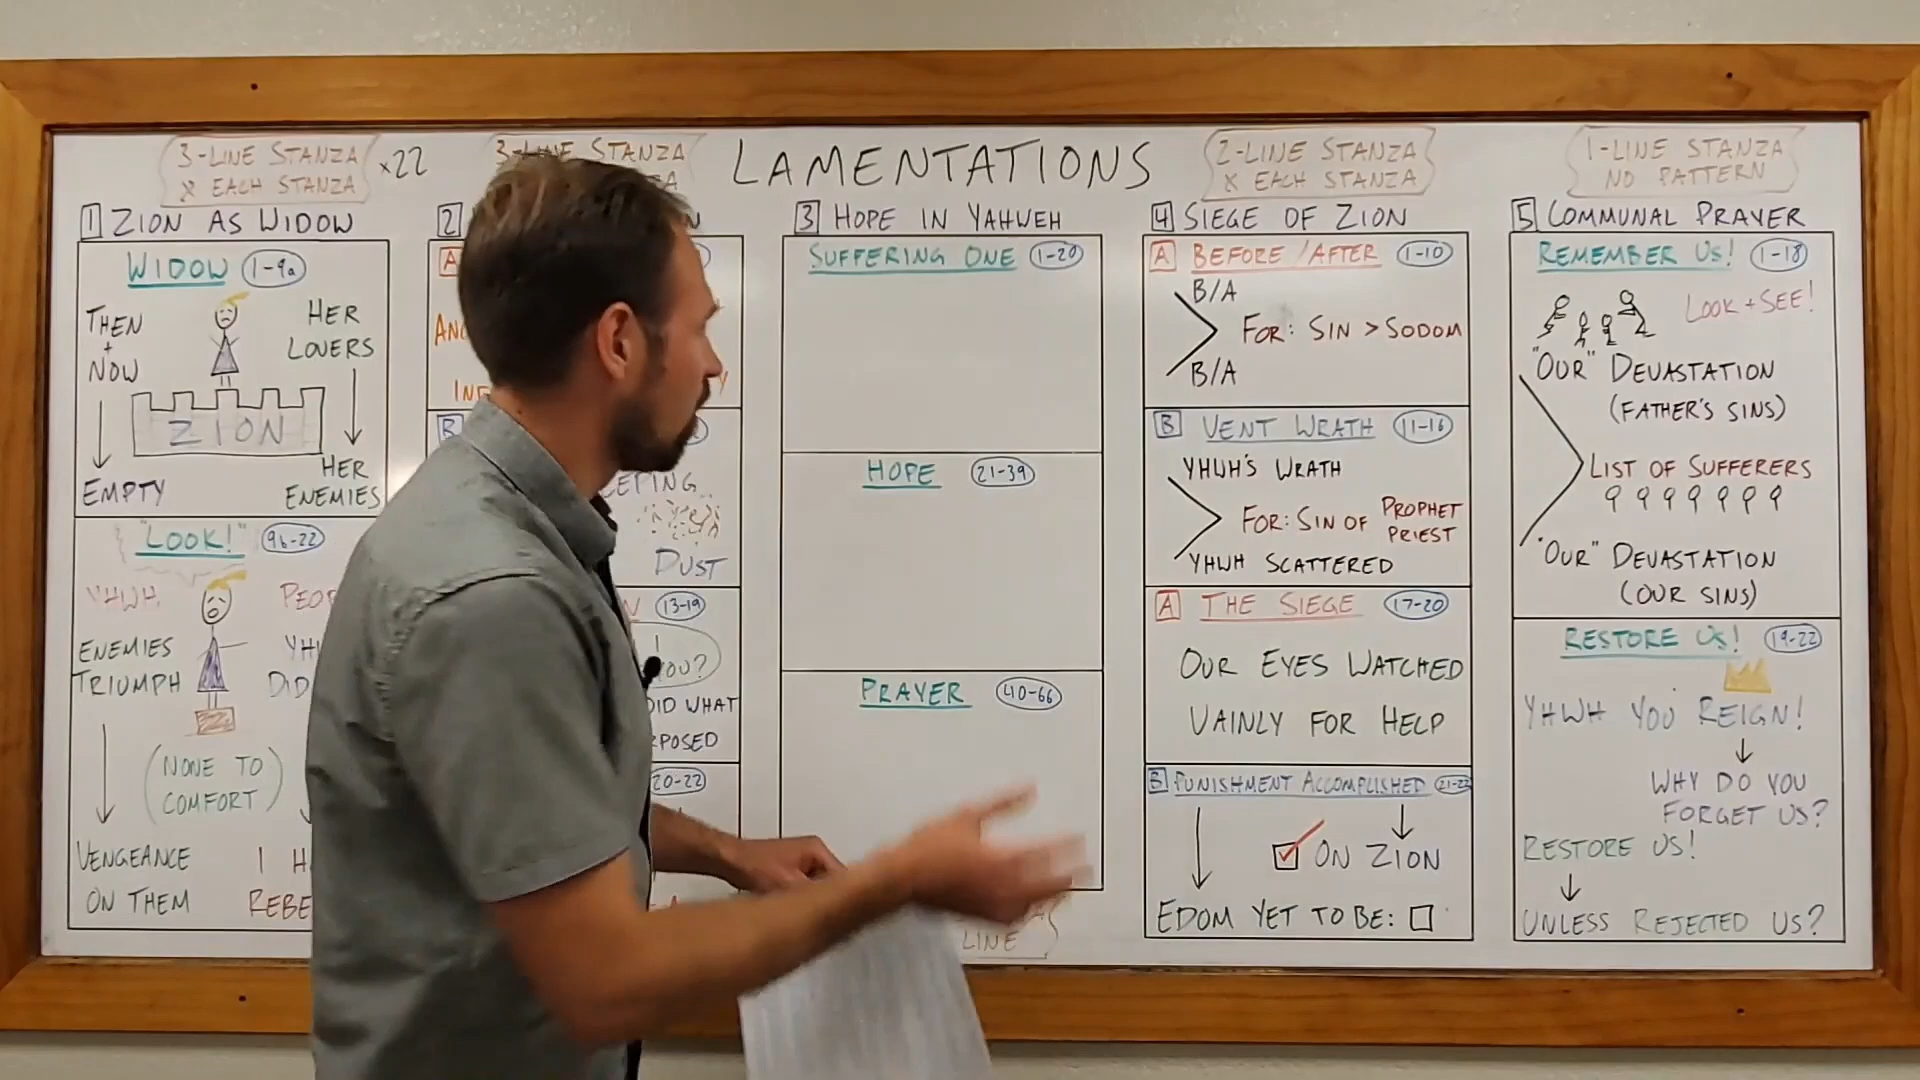 LAMENTATIONS
3-LINE STANZA
X EACH STANZA
×22
1 ZION AS WIDOW
WIDOW 1-9a
THEN
+
NOW
EMPTY
HER
LOVERS
HER
ENEMIES
ZION
"LOOK!" 9b-22
YHWH,
ENEMIES
TRIUMPH
VENGEANCE
ON THEM
(NONE TO
COMFORT)
DID
I
3-LINE STANZA
2
A
B
DUST
13-19
YOU?
DID WHAT
20-22
3 HOPE IN YAHWEH
SUFFERING ONE 1-20
HOPE 21-39
PRAYER 40-66
LINE
2-LINE STANZA
X EACH STANZA
4 SIEGE OF ZION
A BEFORE/AFTER 1-10
B/A
FOR: SIN > SODOM
B/A
B VENT WRATH 11-16
YHWH'S WRATH
FOR: SIN OF PROPHET
PRIEST
YHWH SCATTERED
A THE SIEGE 17-20
OUR EYES WATCHED
VAINLY FOR HELP
B PUNISHMENT ACCOMPLISHED 21-22
ON ZION
EDOM YET TO BE:
1-LINE STANZA
NO PATTERN
5 COMMUNAL PRAYER
REMEMBER US! 1-18
LOOK + SEE!
"OUR" DEVASTATION
(FATHER'S SINS)
LIST OF SUFFERERS
"OUR" DEVASTATION
(OUR SINS)
RESTORE US! 19-22
YHWH YOU REIGN!
WHY DO YOU
FORGET US?
RESTORE US!
UNLESS REJECTED US?